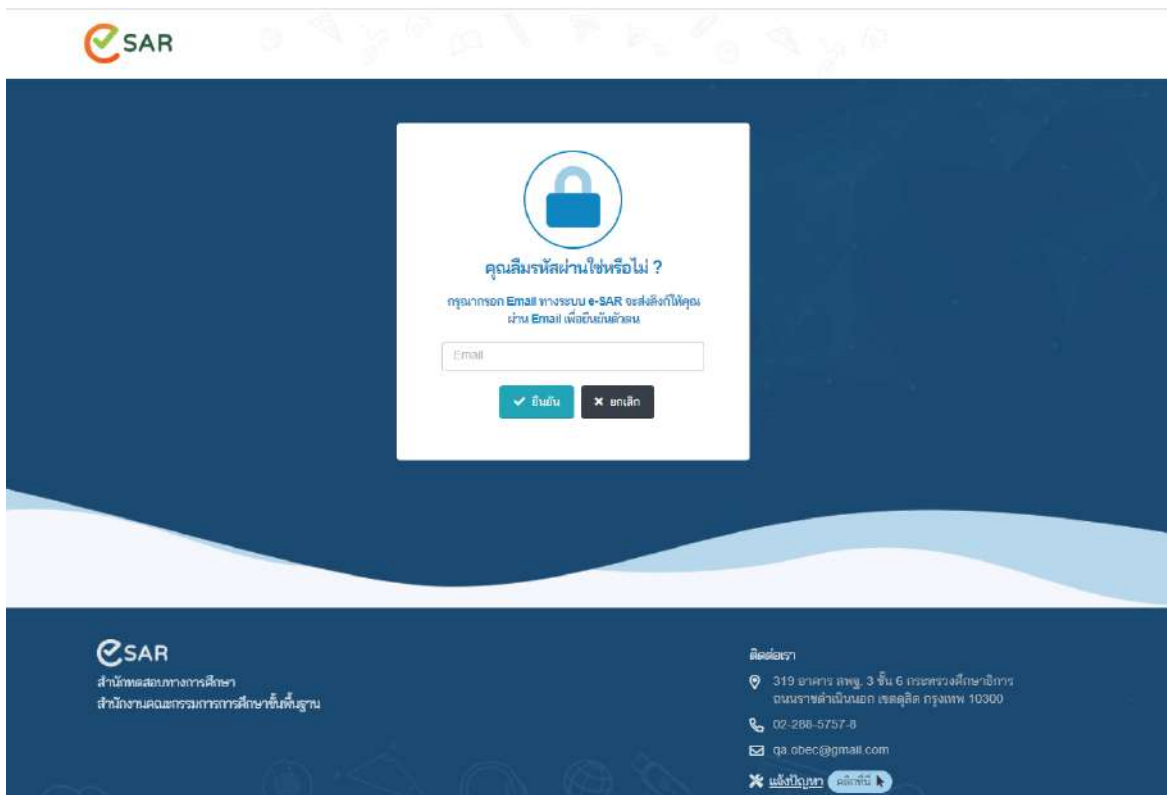 SAR
คุณลืมรหัสผ่านใช่หรือไม่ ?
กรุณากรอก Email ทางระบบ e-SAR จะส่งลิงก์ให้คุณ
ผ่าน Email เพื่อยืนยันตัวตน
Email
ยืนยัน
ยกเลิก
SAR
สำนักทดสอบทางการศึกษา
สำนักงานคณะกรรมการการศึกษาขั้นพื้นฐาน
ติดต่อเรา
319 อาคาร สพฐ. 3 ชั้น 6 กระทรวงศึกษาธิการ
ถนนราชดำเนินนอก เขตดุสิต กรุงเทพ 10300
02-288-5757-8
qa.obec@gmail.com
แจ้งปัญหา คลิกที่นี่